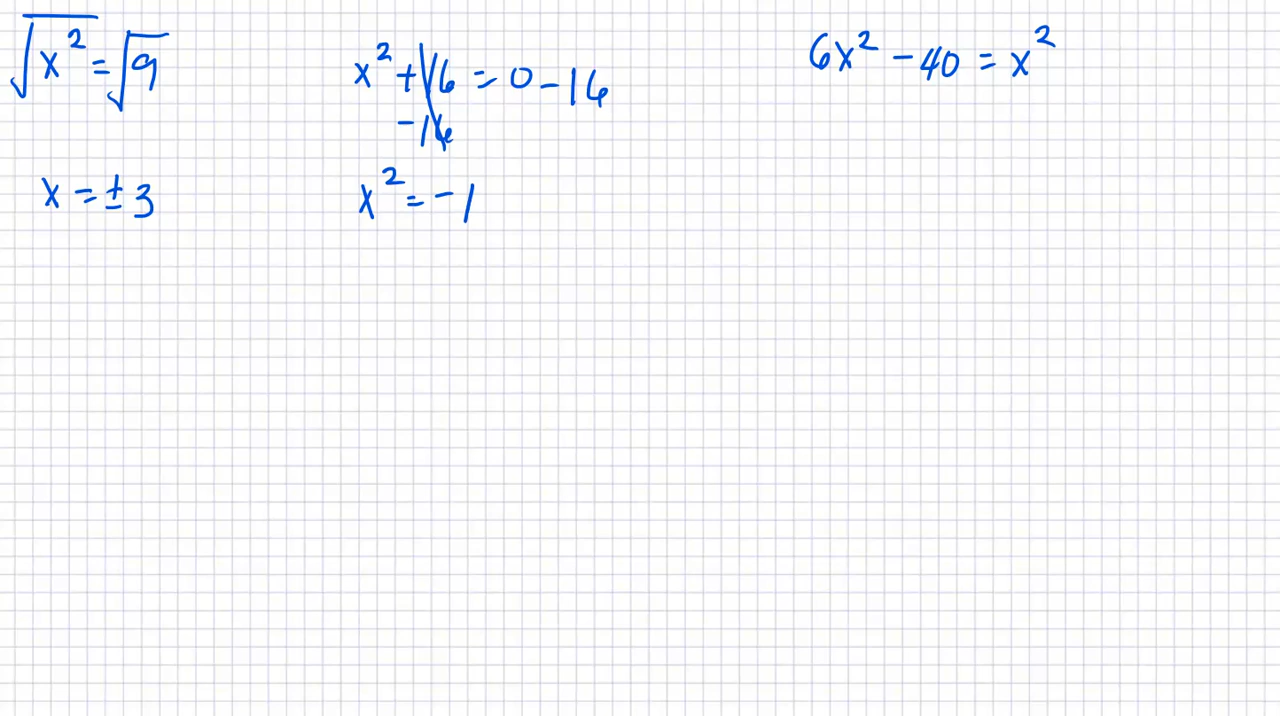 √x² = √9
x = ±3
x² + 16 = 0 - 16
-16
x² = -1
6x² - 40 = x²